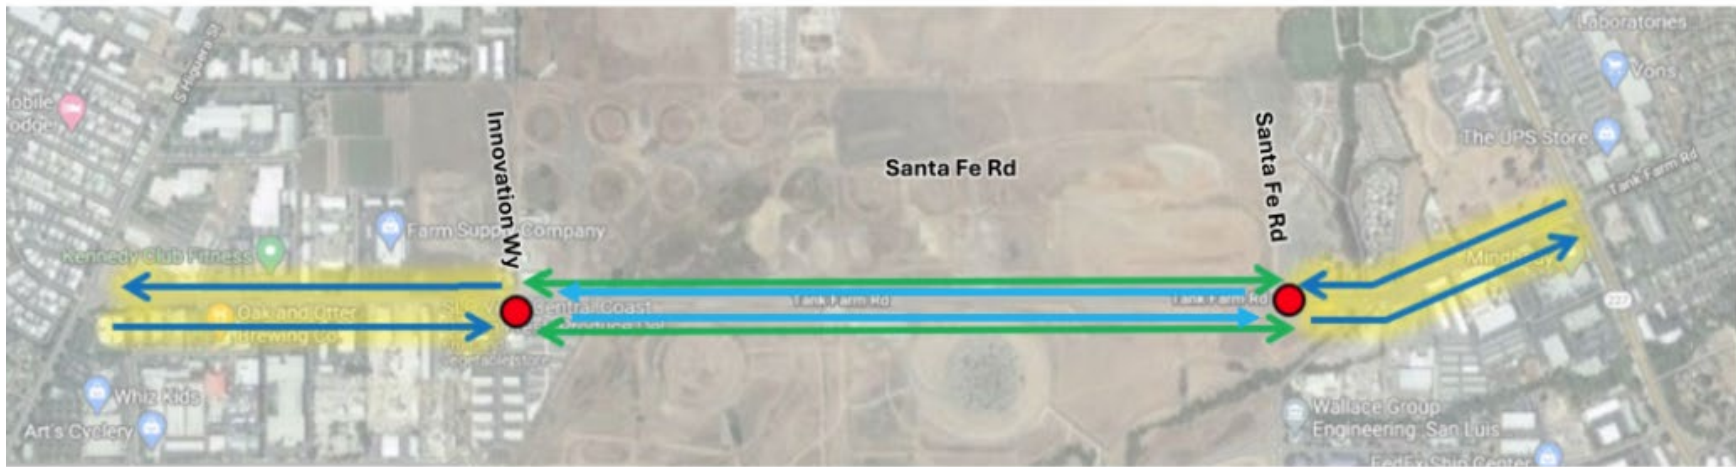 Laboratories
S Higuera St
Vons
Mobile
odge
Innovation Wy
Santa Fe Rd
The UPS Store
Santa Fe Rd
Tank Farm Rd
Farm Supply Company
Kennedy Club Fitness
Tank Farm Rd
Tank Farm Rd
227
Oak and Otter
Brewing Co
Central Coast
Whiz Kids
Art's Cyclery
Wallace Group
Engineering: San Luis
FedEx Ship Center